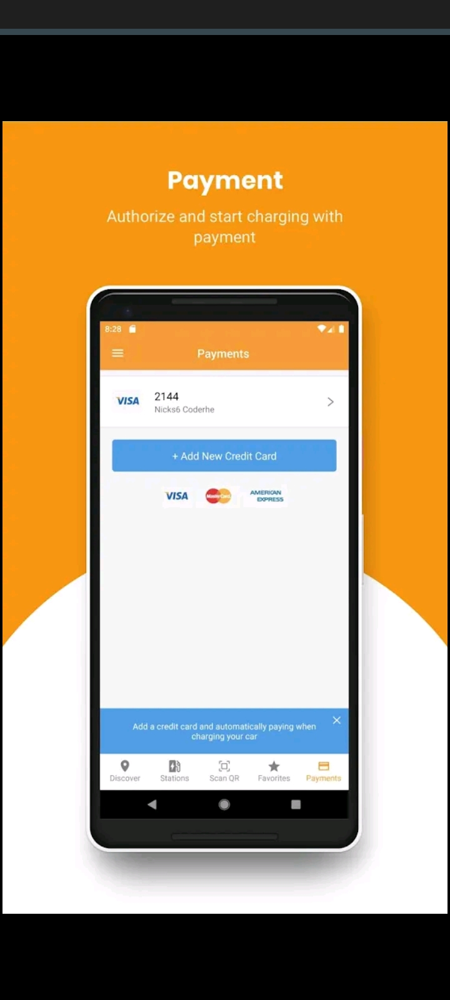 Payment
Authorize and start charging with
payment
8:28
Payments
VISA
2144
Nicks6 Coderhe
+ Add New Credit Card
VISA MasterCard AMERICAN
EXPRESS
Add a credit card and automatically paying when
charging your car
Discover Stations Scan QR Favorites Payments